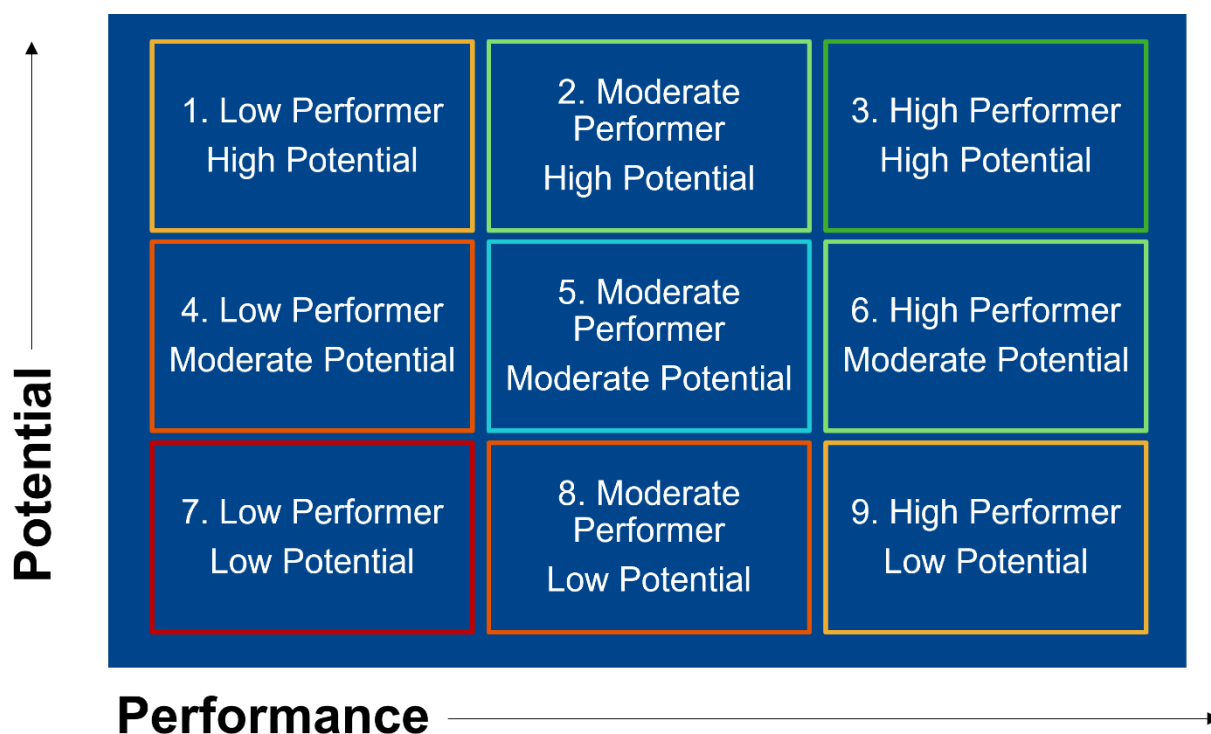 Potential
1. Low Performer
High Potential
2. Moderate
Performer
High Potential
3. High Performer
High Potential
4. Low Performer
Moderate Potential
5. Moderate
Performer
Moderate Potential
6. High Performer
Moderate Potential
7. Low Performer
Low Potential
8. Moderate
Performer
Low Potential
9. High Performer
Low Potential
Performance